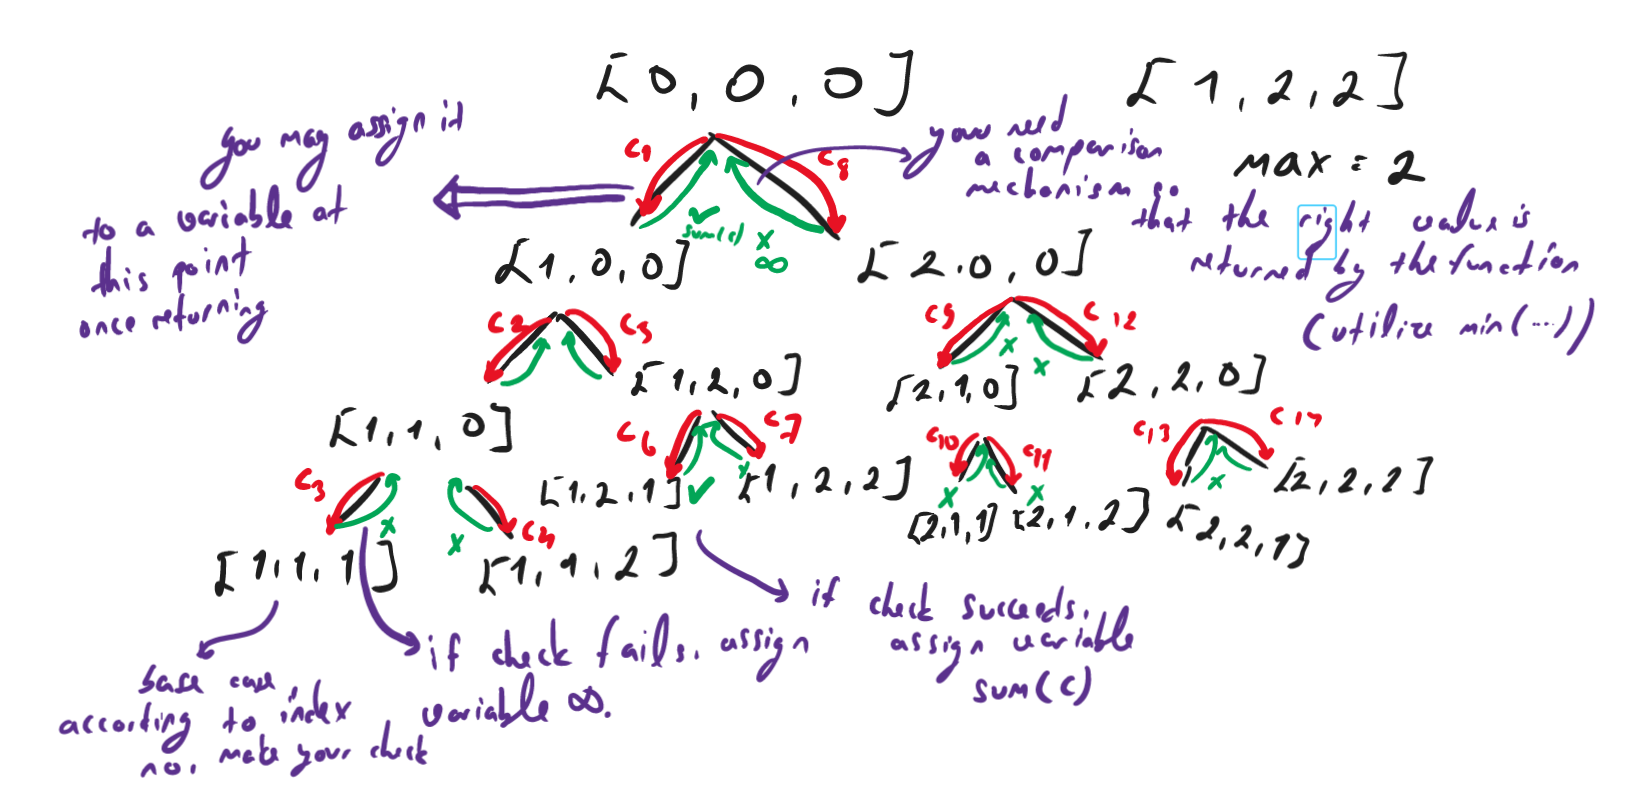 [0,0,0]
[1,2,2]
max = 2
you may assign it
to a variable at
this point
once returning
you need
a comparison
mechanism so
that the right value is
returned by the function
(utilize min(...))
c1
c8
✓
sum(c)
x
∞
[1,0,0]
[2,0,0]
c2
c5
c9
c12
x
x
[1,1,0]
[1,2,0]
[2,1,0]
[2,2,0]
c3
c4
c6
c7
c10
c11
c13
x
x
✓
x
x
x
x
[1,1,1]
[1,1,2]
[1,2,1]
[1,2,2]
[2,1,1]
[2,1,2]
[2,2,1]
[2,2,2]
base case,
according to index
no. make your check
if check fails, assign
variable ∞.
if check succeeds,
assign variable
sum(c)